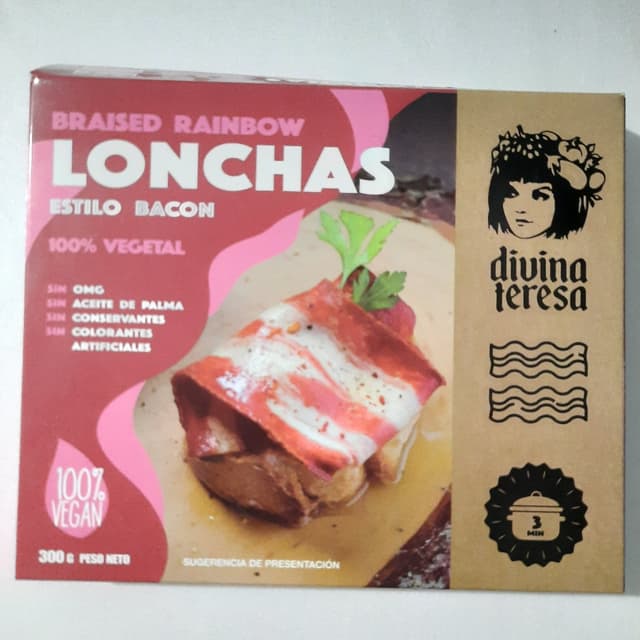 BRAISED RAINBOW
LONCHAS
ESTILO BACON
100% VEGETAL
SIN OMG
SIN ACEITE DE PALMA
SIN CONSERVANTES
SIN COLORANTES
ARTIFICIALES
100%
VEGAN
300 G PESO NETO
SUGERENCIA DE PRESENTACIÓN
divina
teresa
3
MIN